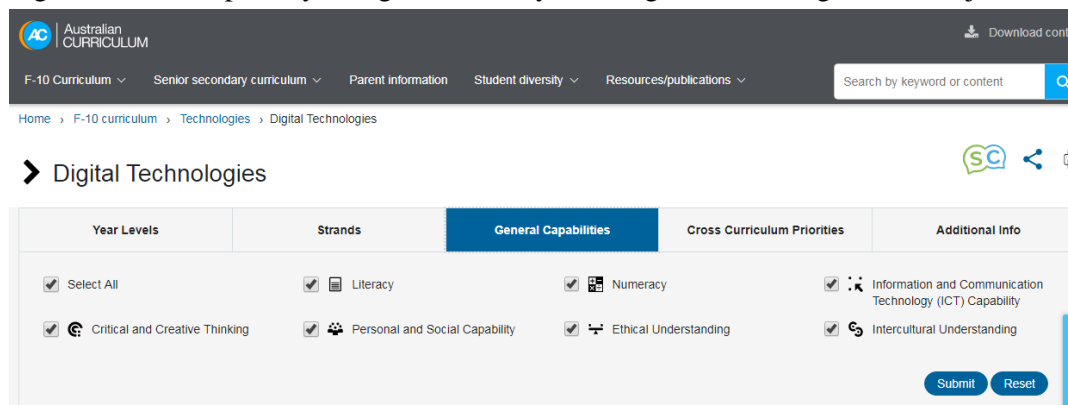 AC Australian
CURRICULUM
Download cont
F-10 Curriculum Senior secondary curriculum Parent information Student diversity Resources/publications Search by keyword or content
Home › F-10 curriculum › Technologies › Digital Technologies
SC
Digital Technologies
Year Levels Strands General Capabilities Cross Curriculum Priorities Additional Info
Select All Literacy Numeracy Information and Communication
Technology (ICT) Capability
Critical and Creative Thinking Personal and Social Capability Ethical Understanding Intercultural Understanding
Submit Reset